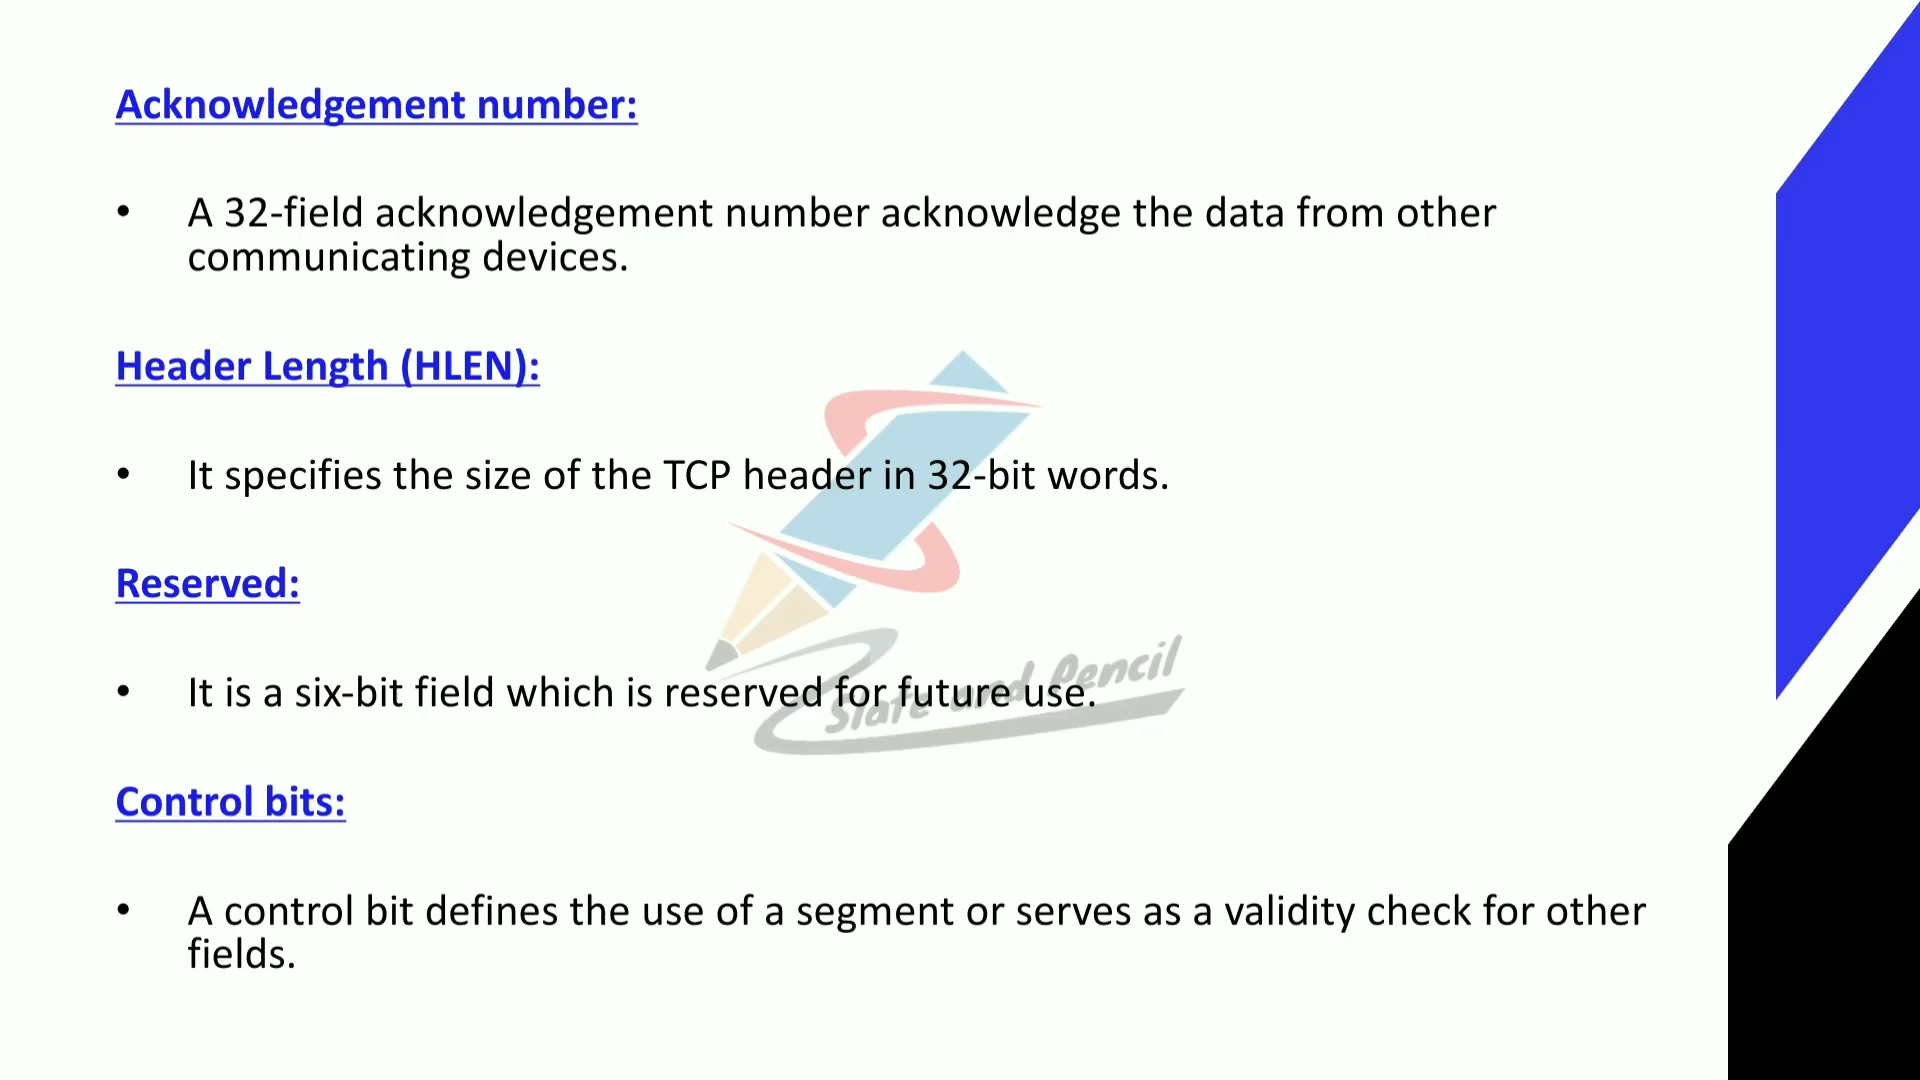 Acknowledgement number:
• A 32-field acknowledgement number acknowledge the data from other
communicating devices.
Header Length (HLEN):
• It specifies the size of the TCP header in 32-bit words.
Reserved:
• It is a six-bit field which is reserved for future use.
Slate and Pencil
Control bits:
• A control bit defines the use of a segment or serves as a validity check for other
fields.